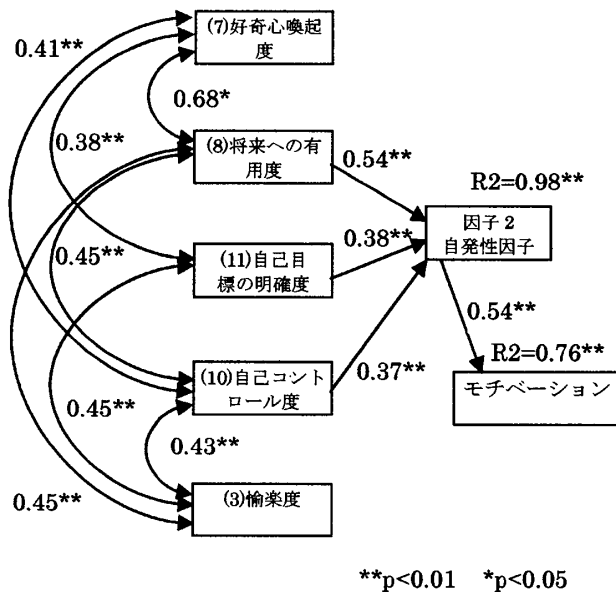 (7)好奇心喚起
度
0.41**
0.68*
0.38**
(8)将来への有
用度
0.54**
R2=0.98**
因子２
自発性因子
0.38**
0.45**
(11)自己目
標の明確度
0.54**
R2=0.76**
0.37**
(10)自己コント
ロール度
モチベーション
0.45**
0.43**
0.45**
(3)愉楽度
**p<0.01 *p<0.05